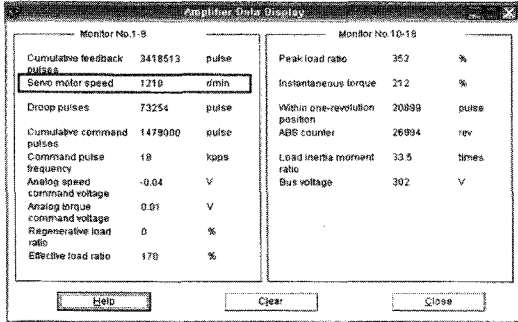 Amplifier Data Display
Monitor No.1-9
Cumulative feedback pulses 3418513 pulse
Servo motor speed 1210 r/min
Droop pulses 73254 pulse
Cumulative command pulses 1479000 pulse
Command pulse frequency 18 kpps
Analog speed command voltage -0.04 V
Analog torque command voltage 0.01 V
Regenerative load ratio 0 %
Effective load ratio 170 %
Monitor No.10-18
Peak load ratio 352 %
Instantaneous torque 212 %
Within one-revolution position 20899 pulse
ABS counter 26994 rev
Load inertia moment ratio 33.5 times
Bus voltage 302 V
Help
Clear
Close